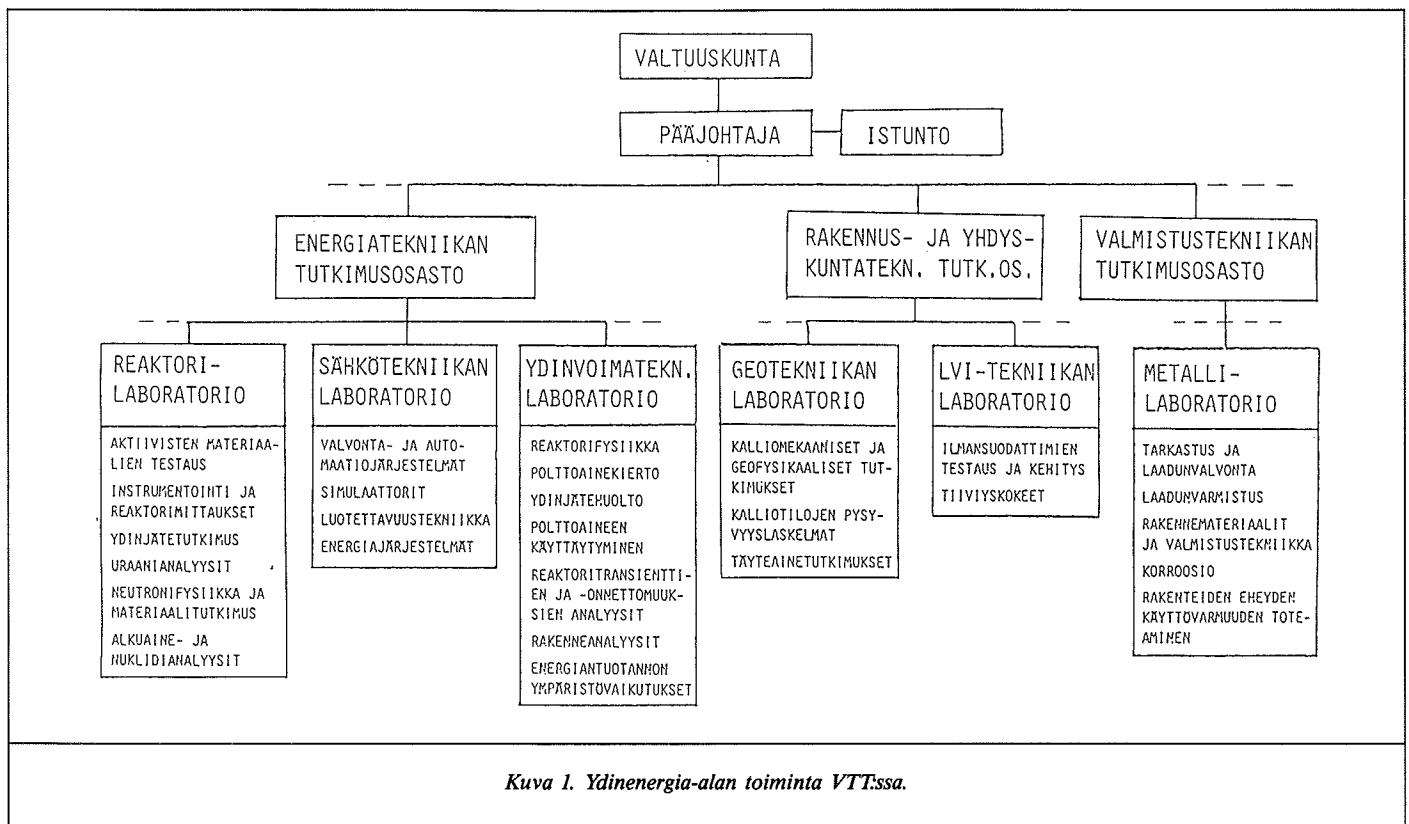 VALTUUSKUNTA
PÄÄJOHTAJA
ISTUNTO
ENERGIATEKNIIKAN
TUTKIMUSOSASTO
RAKENNUS- JA YHDYS-
KUNTATEKN. TUTK.OS.
VALMISTUSTEKNIIKAN
TUTKIMUSOSASTO
REAKTORI-
LABORATORIO
AKTIIVISTEN MATERIAA-
LIEN TESTAUS
INSTRUMENTOINTI JA
REAKTORIMITTAUKSET
YDINJÄTETUTKIMUS
URAANIANALYYSIT
NEUTRONIFYSIIKKA JA
MATERIAALITUTKIMUS
ALKUAINE- JA
NUKLIDIANALYYSIT
SÄHKÖTEKNIIKAN
LABORATORIO
VALVONTA- JA AUTO-
MAATIOJÄRJESTELMÄT
SIMULAATTORIT
LUOTETTAVUUSTEKNIIKKA
ENERGIAJÄRJESTELMÄT
YDINVOIMATEKN.
LABORATORIO
REAKTORIFYSIIKKA
POLTTOAINEKIERTO
YDINJÄTEHUOLTO
POLTTOAINEEN
KÄYTTÄYTYMINEN
REAKTORITRANSIENTTI-
EN JA -ONNETTOMUUK-
SIEN ANALYYSIT
RAKENNEANALYYSIT
ENERGIANTUOTANNON
YMPÄRISTÖVAIKUTUKSET
GEOTEKNIIKAN
LABORATORIO
KALLIOMEKAANISET JA
GEOFYSIKAALISET TUT-
KIMUKSET
KALLIOTILOJEN PYSY-
VYYSLASKELMAT
TÄYTEAINETUTKIMUKSET
LVI-TEKNIIKAN
LABORATORIO
ILMANSUODATTIMIEN
TESTAUS JA KEHITYS
TIIVIYSKOKEET
METALLI-
LABORATORIO
TARKASTUS JA
LAADUNVALVONTA
LAADUNVARMISTUS
RAKENNEMATERIAALIT
JA VALMISTUSTEKNIIKKA
KORROOSIO
RAKENTEIDEN EHEYDEN
KÄYTTÖVARMUUDEN TOTE-
AMINEN
Kuva 1. Ydinenergia-alan toiminta VTT:ssa.